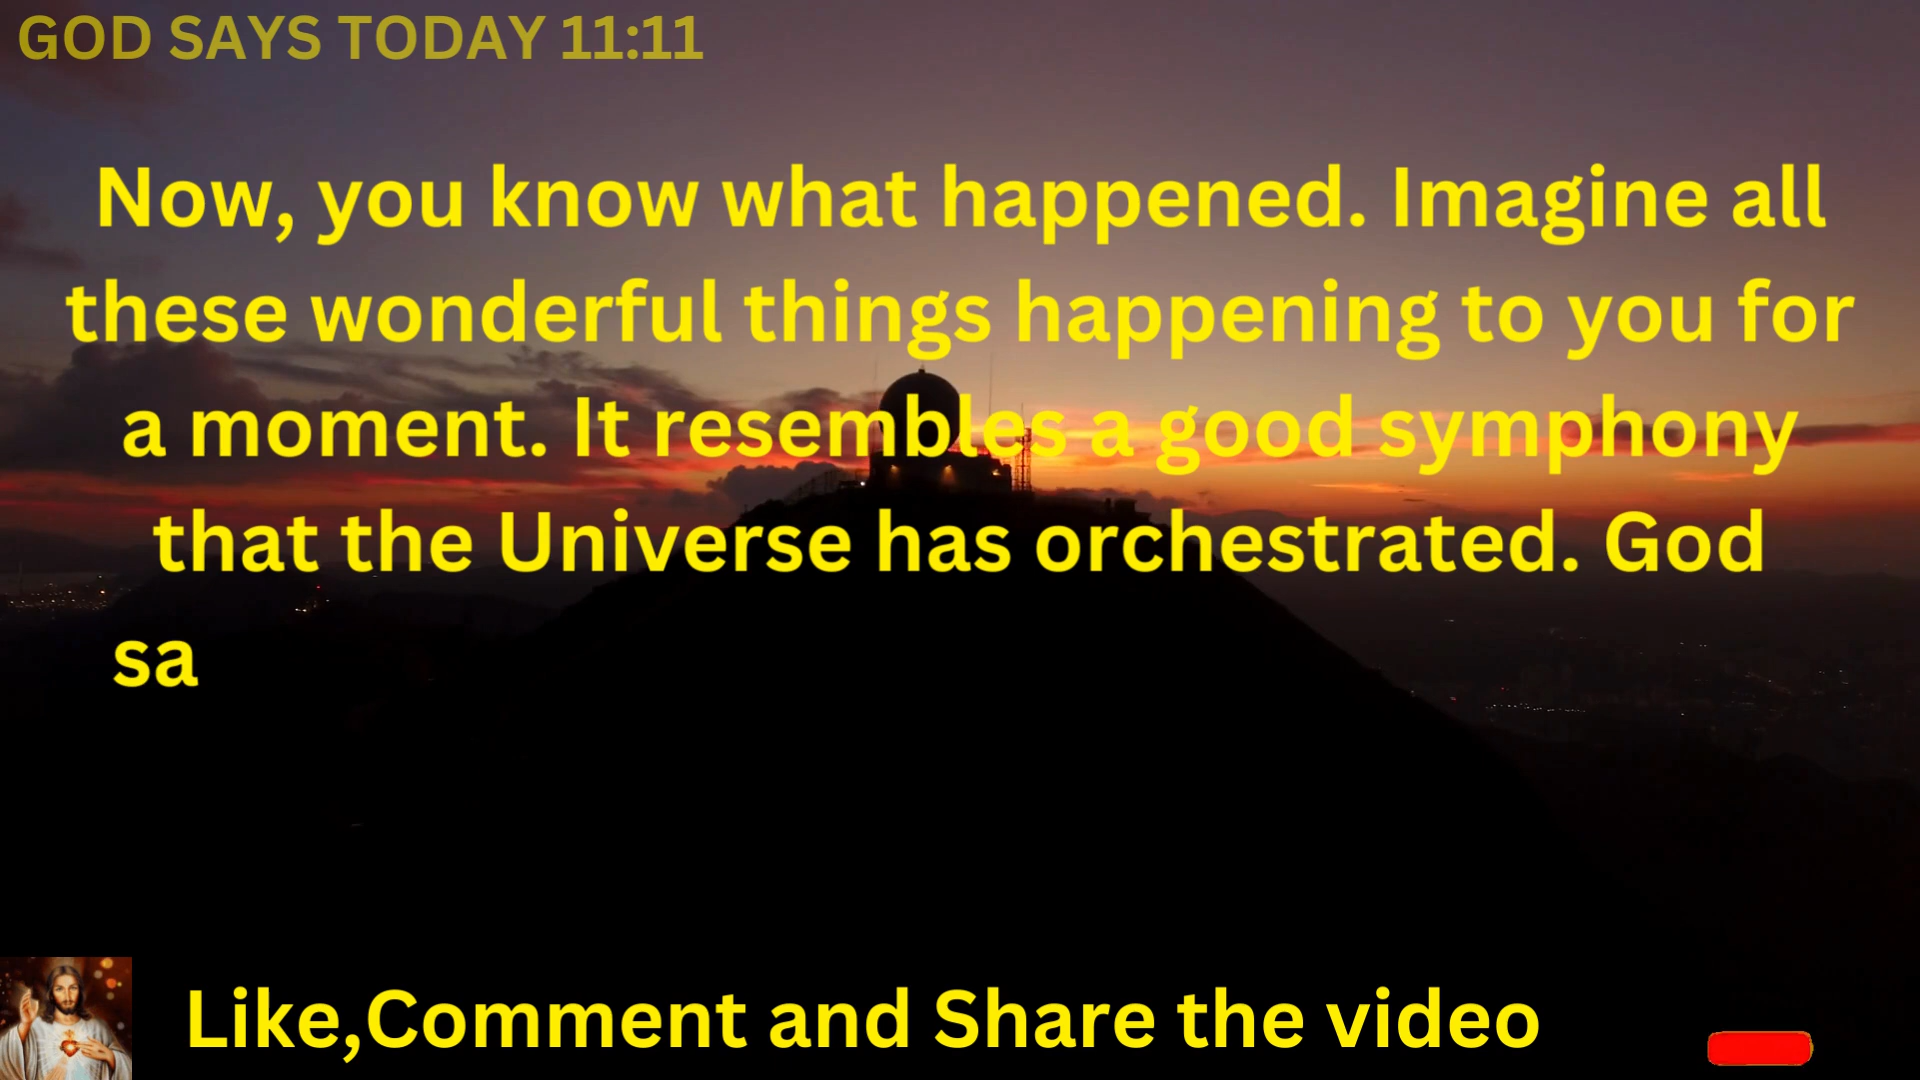 GOD SAYS TODAY 11:11
Now, you know what happened. Imagine all
these wonderful things happening to you for
a moment. It resembles a good symphony
that the Universe has orchestrated. God
sa
Like,Comment and Share the video